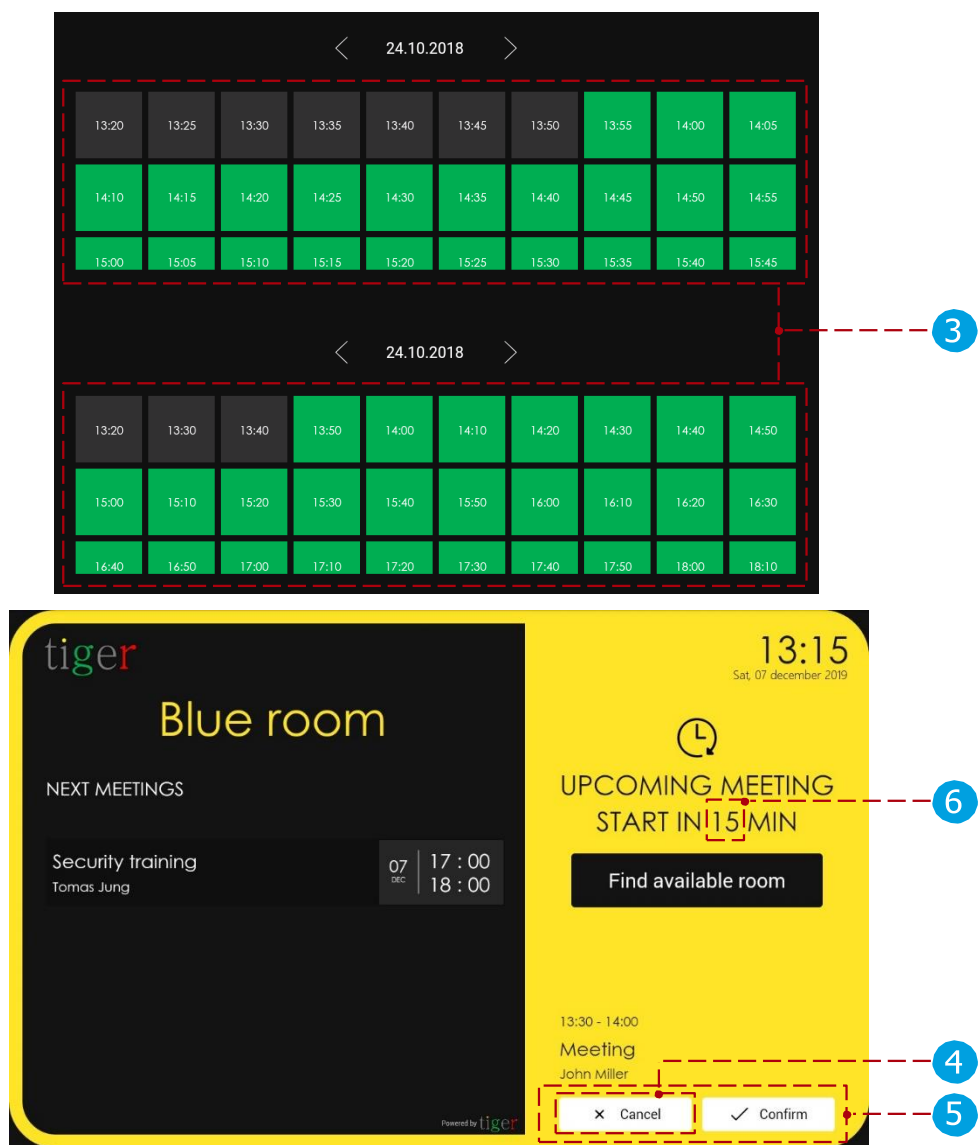 24.10.2018
13:20 13:25 13:30 13:35 13:40 13:45 13:50 13:55 14:00 14:05
14:10 14:15 14:20 14:25 14:30 14:35 14:40 14:45 14:50 14:55
15:00 15:05 15:10 15:15 15:20 15:25 15:30 15:35 15:40 15:45
3
24.10.2018
13:20 13:30 13:40 13:50 14:00 14:10 14:20 14:30 14:40 14:50
15:00 15:10 15:20 15:30 15:40 15:50 16:00 16:10 16:20 16:30
16:40 16:50 17:00 17:10 17:20 17:30 17:40 17:50 18:00 18:10
tiger
Blue room
NEXT MEETINGS
Security training
Tomas Jung
07
DEC
17 : 00
18 : 00
Powered by tiger
13:15
Sat, 07 december 2019
UPCOMING MEETING
START IN 15 MIN
6
Find available room
13:30 - 14:00
Meeting
John Miller
4
Cancel
Confirm
5